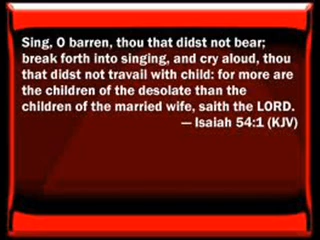 Sing, O barren, thou that didst not bear;
break forth into singing, and cry aloud, thou
that didst not travail with child: for more are
the children of the desolate than the
children of the married wife, saith the LORD.
— Isaiah 54:1 (KJV)